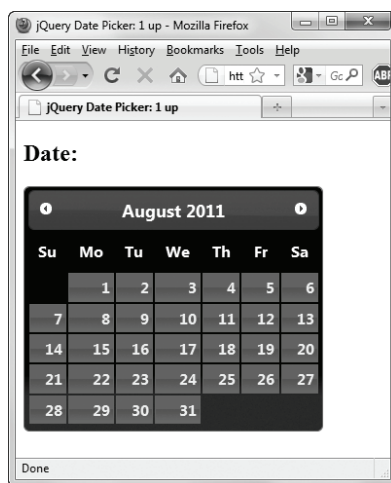 jQuery Date Picker: 1 up - Mozilla Firefox
File Edit View History Bookmarks Tools Help
htt Gc ABP
jQuery Date Picker: 1 up
Date:
August 2011
Su Mo Tu We Th Fr Sa
1 2 3 4 5 6
7 8 9 10 11 12 13
14 15 16 17 18 19 20
21 22 23 24 25 26 27
28 29 30 31
Done